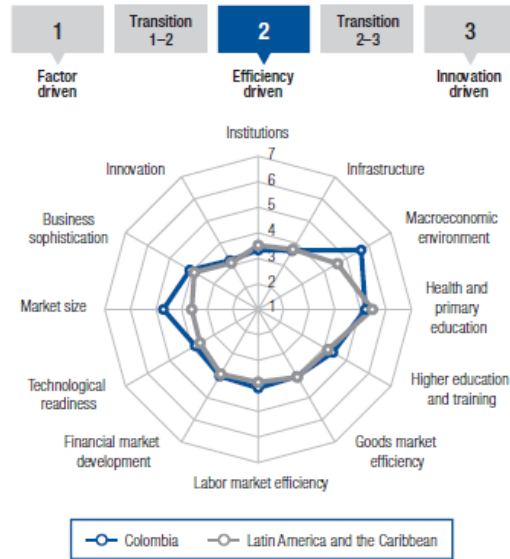 1
Transition
1–2
2
Transition
2–3
3
Factor
driven
Efficiency
driven
Innovation
driven
Institutions
7
6
5
4
3
2
1
Infrastructure
Macroeconomic
environment
Health and
primary
education
Higher education
and training
Goods market
efficiency
Labor market efficiency
Financial market
development
Technological
readiness
Market size
Business
sophistication
Innovation
Colombia
Latin America and the Caribbean